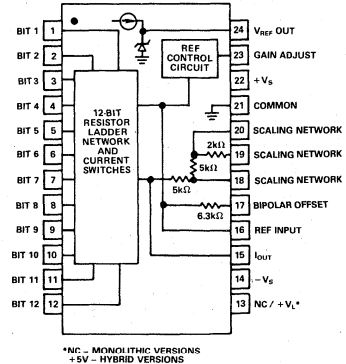 BIT 1 1
BIT 2 2
BIT 3 3
BIT 4 4
BIT 5 5
BIT 6 6
BIT 7 7
BIT 8 8
BIT 9 9
BIT 10 10
BIT 11 11
BIT 12 12
12-BIT
RESISTOR
LADDER
NETWORK
AND
CURRENT
SWITCHES
REF
CONTROL
CIRCUIT
2kΩ
5kΩ
5kΩ
6.3kΩ
24 VREF OUT
23 GAIN ADJUST
22 +VS
21 COMMON
20 SCALING NETWORK
19 SCALING NETWORK
18 SCALING NETWORK
17 BIPOLAR OFFSET
16 REF INPUT
15 IOUT
14 -VS
13 NC / +VL*
*NC – MONOLITHIC VERSIONS
+5V – HYBRID VERSIONS